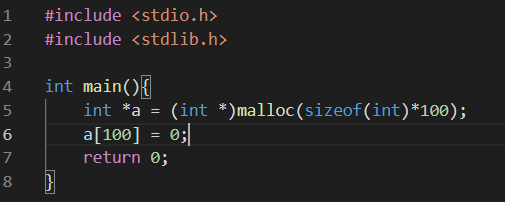 1 #include <stdio.h>
2 #include <stdlib.h>
3
4 int main(){
5     int *a = (int *)malloc(sizeof(int)*100);
6     a[100] = 0;
7     return 0;
8 }